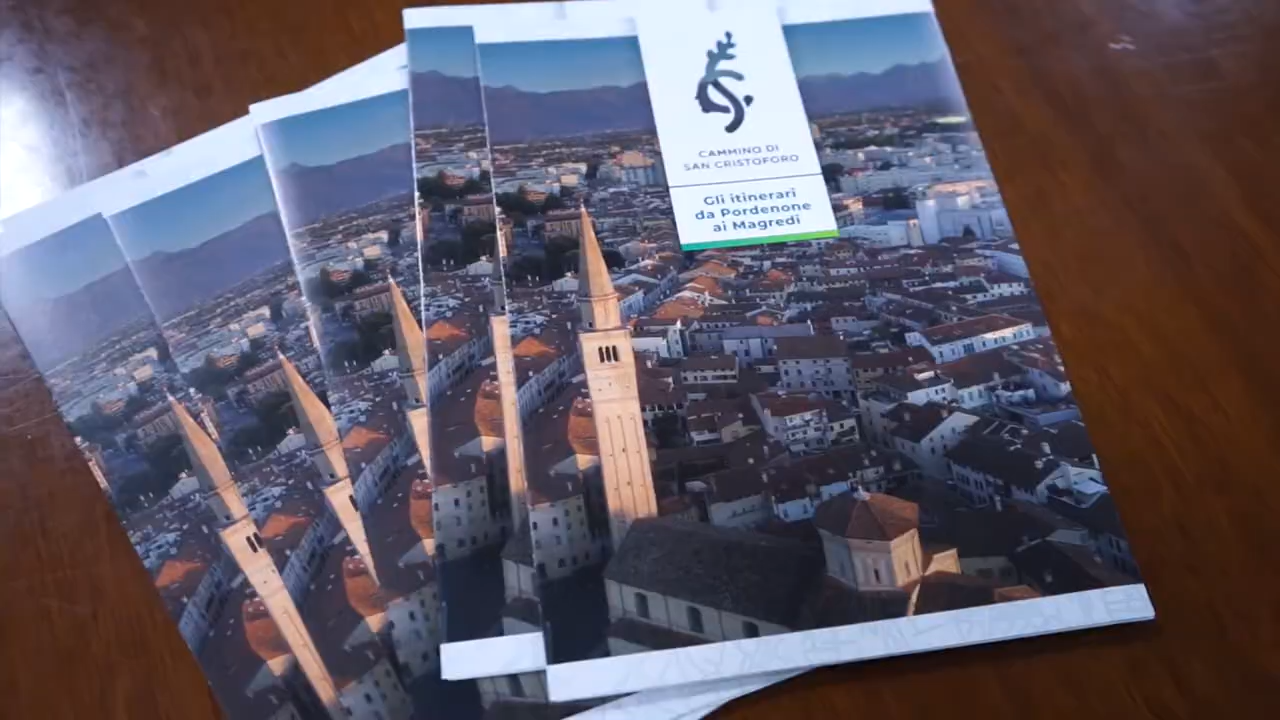 CAMMINO DI
SAN CRISTOFORO
Gli itinerari
da Pordenone
ai Magredi